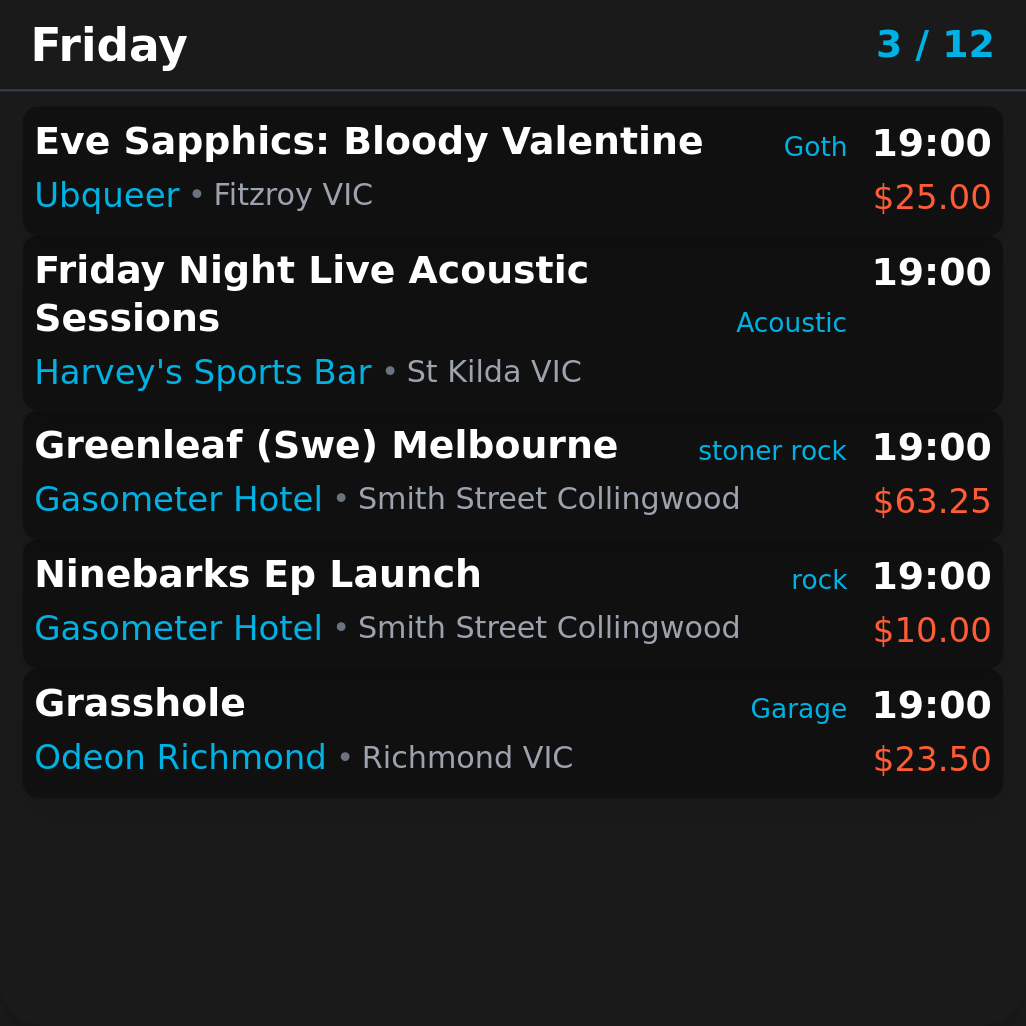 Friday 3 / 12
Eve Sapphics: Bloody Valentine Goth 19:00
Ubqueer • Fitzroy VIC $25.00
Friday Night Live Acoustic 19:00
Sessions Acoustic
Harvey's Sports Bar • St Kilda VIC
Greenleaf (Swe) Melbourne stoner rock 19:00
Gasometer Hotel • Smith Street Collingwood $63.25
Ninebarks Ep Launch rock 19:00
Gasometer Hotel • Smith Street Collingwood $10.00
Grasshole Garage 19:00
Odeon Richmond • Richmond VIC $23.50